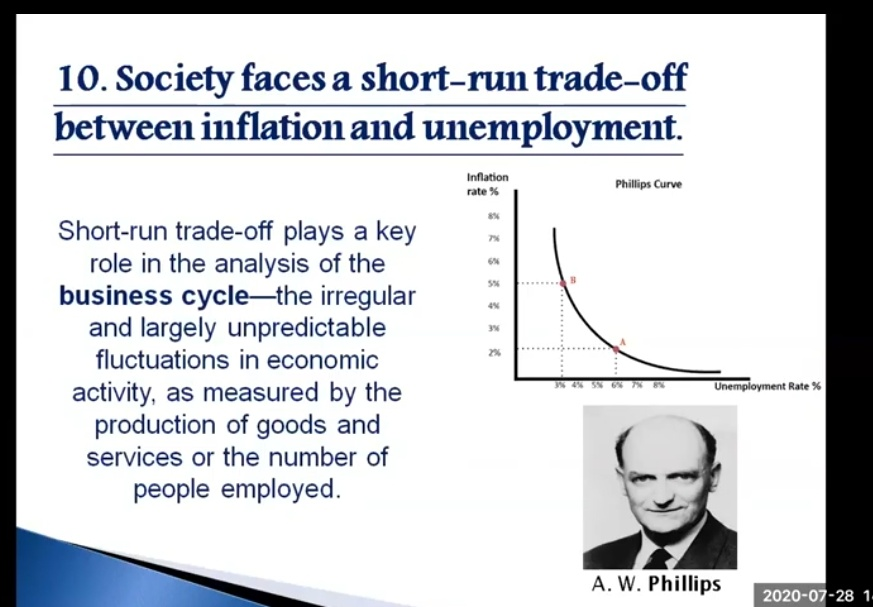 10. Society faces a short-run trade-off
between inflation and unemployment.
Short-run trade-off plays a key
role in the analysis of the
business cycle—the irregular
and largely unpredictable
fluctuations in economic
activity, as measured by the
production of goods and
services or the number of
people employed.
Inflation
rate %
Phillips Curve
8%
7%
6%
5%
4%
3%
2%
B
A
3% 4% 5% 6% 7% 8%
Unemployment Rate %
A. W. Phillips
2020-07-28